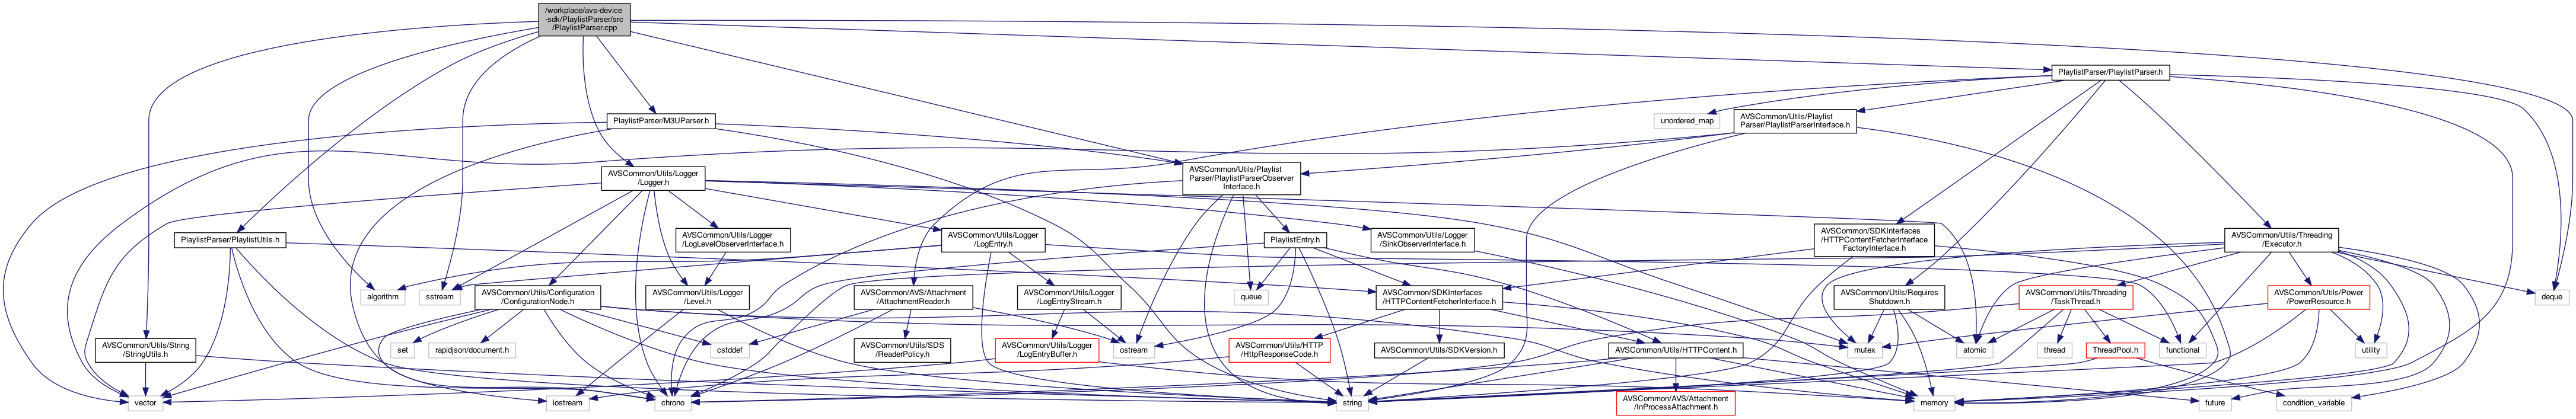 /workplace/avs-device
-sdk/PlaylistParser/src
/PlaylistParser.cpp
PlaylistParser/PlaylistParser.h
PlaylistParser/M3UParser.h
unordered_map
AVSCommon/Utils/Playlist
Parser/PlaylistParserInterface.h
AVSCommon/Utils/Logger
/Logger.h
AVSCommon/Utils/Playlist
Parser/PlaylistParserObserver
Interface.h
PlaylistParser/PlaylistUtils.h
AVSCommon/Utils/Logger
/LogLevelObserverInterface.h
AVSCommon/Utils/Logger
/LogEntry.h
PlaylistEntry.h
AVSCommon/Utils/Logger
/SinkObserverInterface.h
AVSCommon/SDKInterfaces
/HTTPContentFetcherInterface
FactoryInterface.h
AVSCommon/Utils/Threading
/Executor.h
algorithm
sstream
AVSCommon/Utils/Configuration
/ConfigurationNode.h
AVSCommon/Utils/Logger
/Level.h
AVSCommon/AVS/Attachment
/AttachmentReader.h
AVSCommon/Utils/Logger
/LogEntryStream.h
queue
AVSCommon/SDKInterfaces
/HTTPContentFetcherInterface.h
AVSCommon/Utils/Requires
Shutdown.h
AVSCommon/Utils/Threading
/TaskThread.h
AVSCommon/Utils/Power
/PowerResource.h
deque
AVSCommon/Utils/String
/StringUtils.h
set
rapidjson/document.h
cstddef
AVSCommon/Utils/SDS
/ReaderPolicy.h
AVSCommon/Utils/Logger
/LogEntryBuffer.h
ostream
AVSCommon/Utils/HTTP
/HttpResponseCode.h
AVSCommon/Utils/SDKVersion.h
AVSCommon/Utils/HTTPContent.h
mutex
atomic
thread
ThreadPool.h
functional
utility
vector
iostream
chrono
string
AVSCommon/AVS/Attachment
/InProcessAttachment.h
memory
future
condition_variable